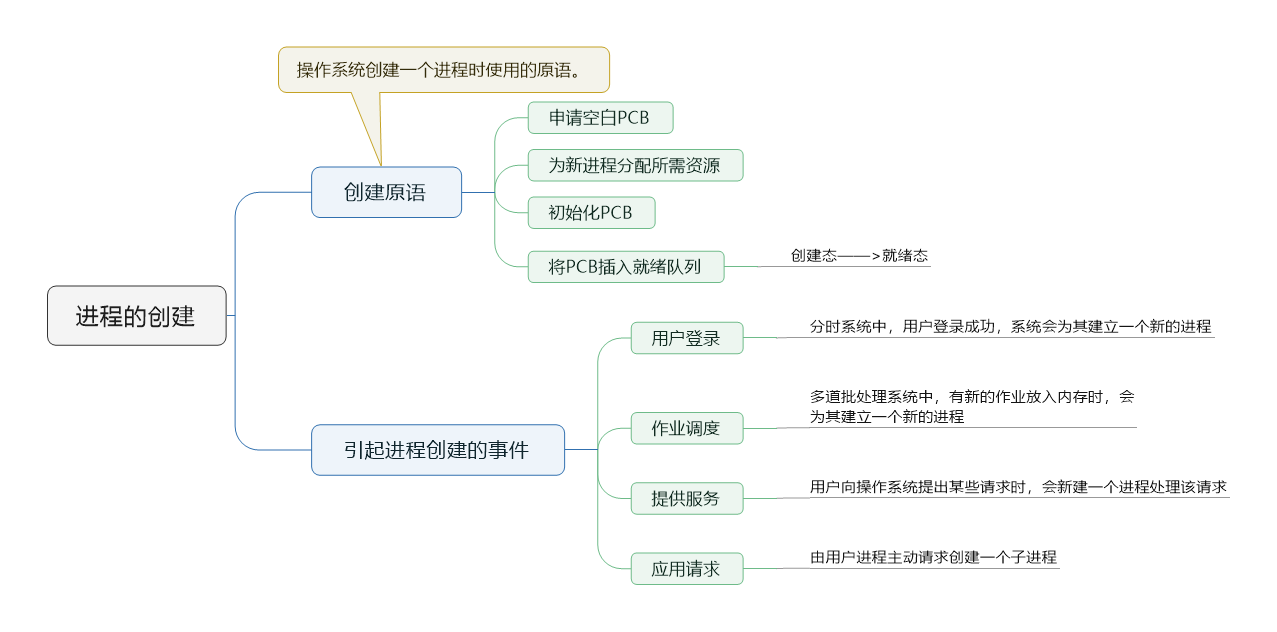 操作系统创建一个进程时使用的原语。
申请空白PCB
为新进程分配所需资源
创建原语
初始化PCB
将PCB插入就绪队列
创建态——>就绪态
进程的创建
用户登录
分时系统中，用户登录成功，系统会为其建立一个新的进程
作业调度
多道批处理系统中，有新的作业放入内存时，会
为其建立一个新的进程
引起进程创建的事件
提供服务
用户向操作系统提出某些请求时，会新建一个进程处理该请求
应用请求
由用户进程主动请求创建一个子进程